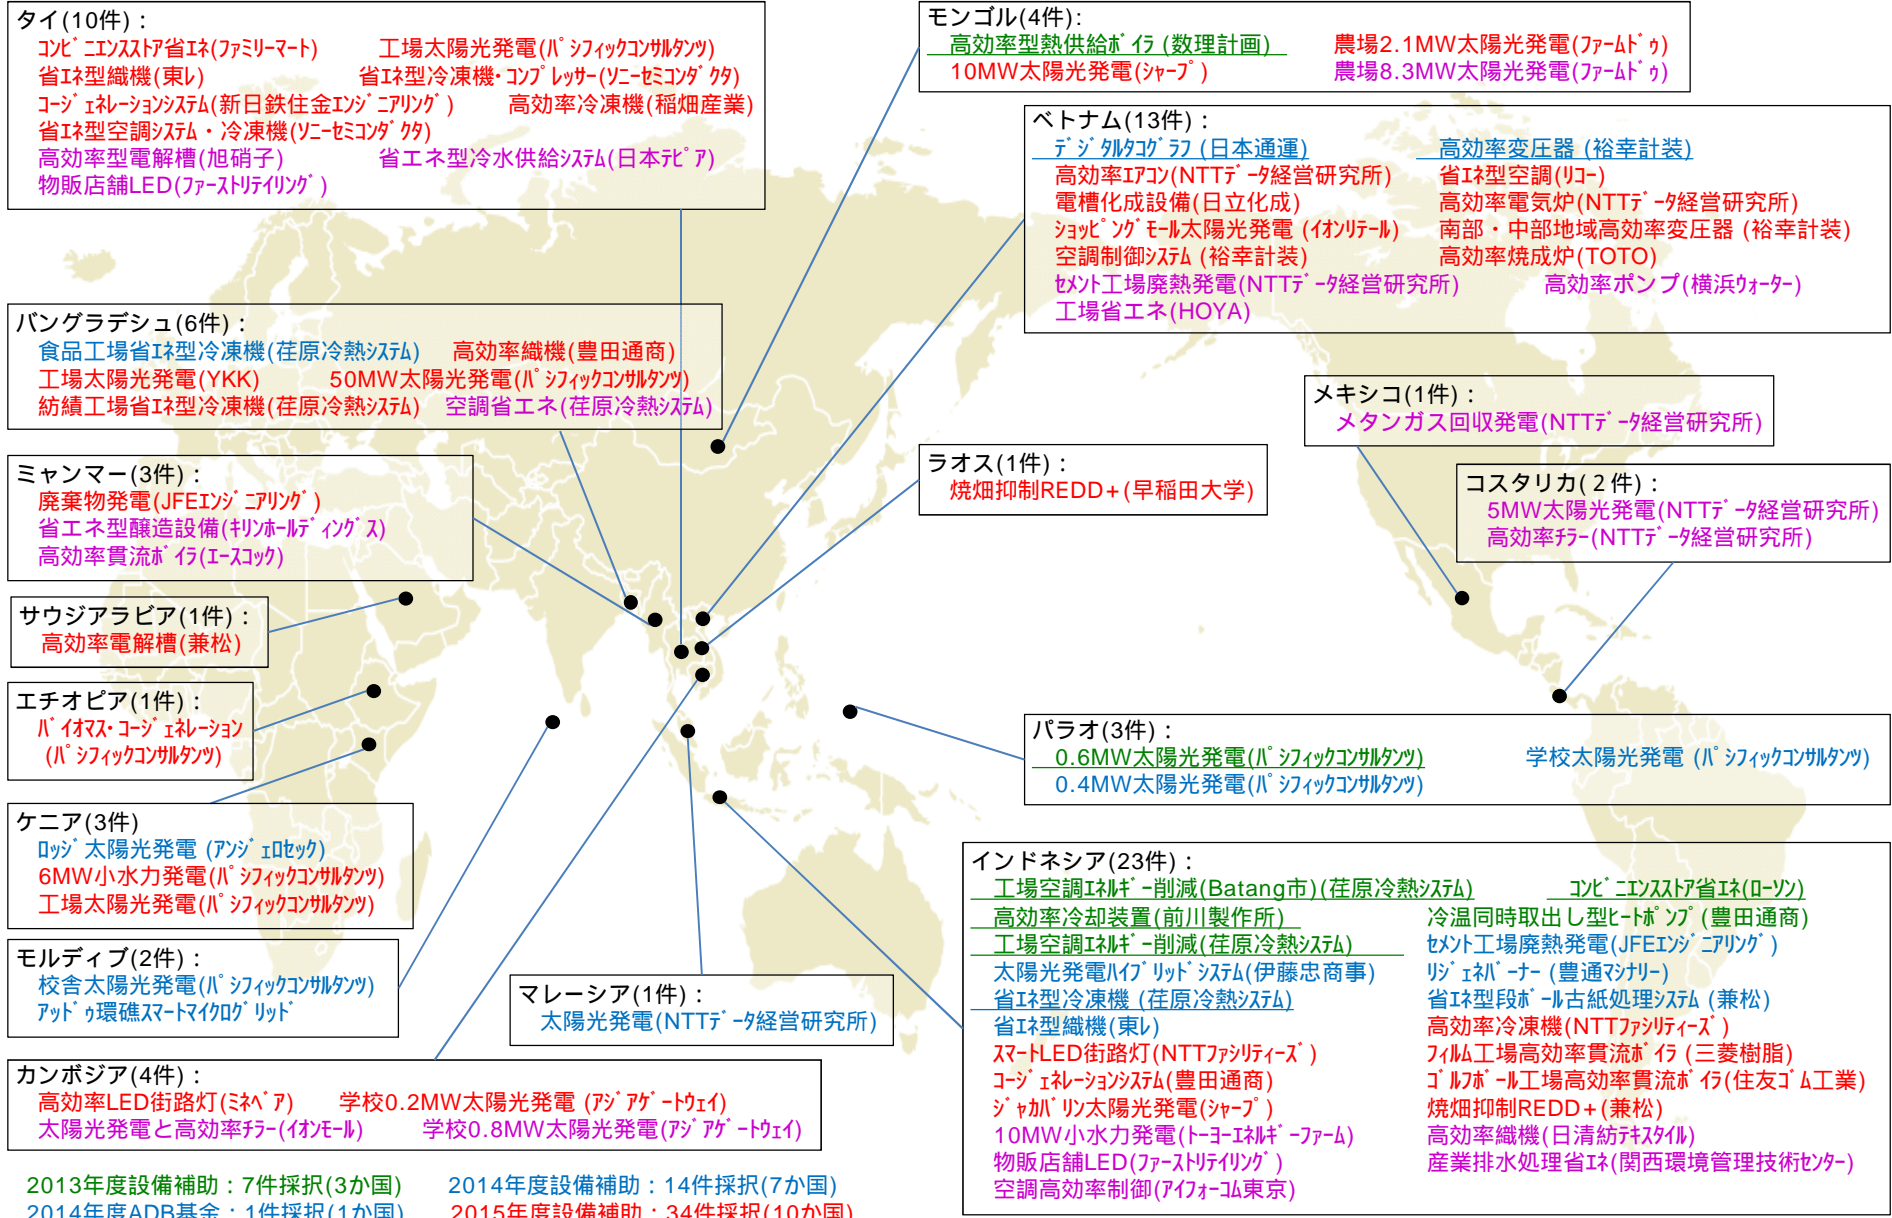 タイ(10件)：
コンビニエンスストア省エネ(ファミリーマート)　工場太陽光発電(パシフィックコンサルタンツ)
省エネ型織機(東レ)　省エネ型冷凍機・コンプレッサー(ソニーセミコンダクタ)
コージェネレーションシステム(新日鉄住金エンジニアリング)　高効率冷凍機(稲畑産業)
省エネ型空調システム・冷凍機(ソニーセミコンダクタ)
高効率型電解槽(旭硝子)　省エネ型冷水供給システム(日本テピア)
物販店舗LED(ファーストリテイリング)
モンゴル(4件):
高効率型熱供給ボイラ(数理計画)　農場2.1MW太陽光発電(ファームドゥ)
10MW太陽光発電(シャープ)　農場8.3MW太陽光発電(ファームドゥ)
ベトナム(13件)：
デジタルタコグラフ(日本通運)　高効率変圧器(裕幸計装)
高効率エアコン(NTTデータ経営研究所)　省エネ型空調(リコー)
電槽化成設備(日立化成)　高効率電気炉(NTTデータ経営研究所)
ショッピングモール太陽光発電(イオンリテール)　南部・中部地域高効率変圧器(裕幸計装)
空調制御システム(裕幸計装)　高効率焼成炉(TOTO)
セメント工場廃熱発電(NTTデータ経営研究所)　高効率ポンプ(横浜ウォーター)
工場省エネ(HOYA)
バングラデシュ(6件)：
食品工場省エネ型冷凍機(荏原冷熱システム)　高効率織機(豊田通商)
工場太陽光発電(YKK)　50MW太陽光発電(パシフィックコンサルタンツ)
紡績工場省エネ型冷凍機(荏原冷熱システム)　空調省エネ(荏原冷熱システム)
メキシコ(1件)：
メタンガス回収発電(NTTデータ経営研究所)
ミャンマー(3件)：
廃棄物発電(JFEエンジニアリング)
省エネ型醸造設備(キリンホールディングス)
高効率貫流ボイラ(エースコック)
ラオス(1件)：
焼畑抑制REDD+(早稲田大学)
コスタリカ(２件)：
5MW太陽光発電(NTTデータ経営研究所)
高効率チラー(NTTデータ経営研究所)
サウジアラビア(1件)：
高効率電解槽(兼松)
エチオピア(1件)：
バイオマス・コージェネレーション
(パシフィックコンサルタンツ)
パラオ(3件)：
0.6MW太陽光発電(パシフィックコンサルタンツ)　学校太陽光発電(パシフィックコンサルタンツ)
0.4MW太陽光発電(パシフィックコンサルタンツ)
ケニア(3件)
ロッジ太陽光発電(アンジェロセック)
6MW小水力発電(パシフィックコンサルタンツ)
工場太陽光発電(パシフィックコンサルタンツ)
モルディブ(2件)：
校舎太陽光発電(パシフィックコンサルタンツ)
アッドゥ環礁スマートマイクログリッド
マレーシア(1件)：
太陽光発電(NTTデータ経営研究所)
インドネシア(23件)：
工場空調エネルギー削減(Batang市)(荏原冷熱システム)　コンビニエンスストア省エネ(ローソン)
高効率冷却装置(前川製作所)　冷温同時取出し型ヒートポンプ(豊田通商)
工場空調エネルギー削減(荏原冷熱システム)　セメント工場廃熱発電(JFEエンジニアリング)
太陽光発電ハイブリッドシステム(伊藤忠商事)　リジェネバーナー(豊通マシナリー)
省エネ型冷凍機(荏原冷熱システム)　省エネ型段ボール古紙処理システム(兼松)
省エネ型織機(東レ)　高効率冷凍機(NTTファシリティーズ)
スマートLED街路灯(NTTファシリティーズ)　フィルム工場高効率貫流ボイラ(三菱樹脂)
コージェネレーションシステム(豊田通商)　ゴルフボール工場高効率貫流ボイラ(住友ゴム工業)
ジャカバリン太陽光発電(シャープ)　焼畑抑制REDD+(兼松)
10MW小水力発電(トーヨーエネルギーファーム)　高効率織機(日清紡テキスタイル)
物販店舗LED(ファーストリテイリング)　産業排水処理省エネ(関西環境管理技術センター)
空調高効率制御(アイフォーコム東京)
カンボジア(4件)：
高効率LED街路灯(ミネベア)　学校0.2MW太陽光発電(アジアゲートウェイ)
太陽光発電と高効率チラー(イオンモール)　学校0.8MW太陽光発電(アジアゲートウェイ)
2013年度設備補助：7件採択(3か国)　2014年度設備補助：14件採択(7か国)
2014年度ADB基金：1件採択(1か国)　2015年度設備補助：34件採択(10か国)